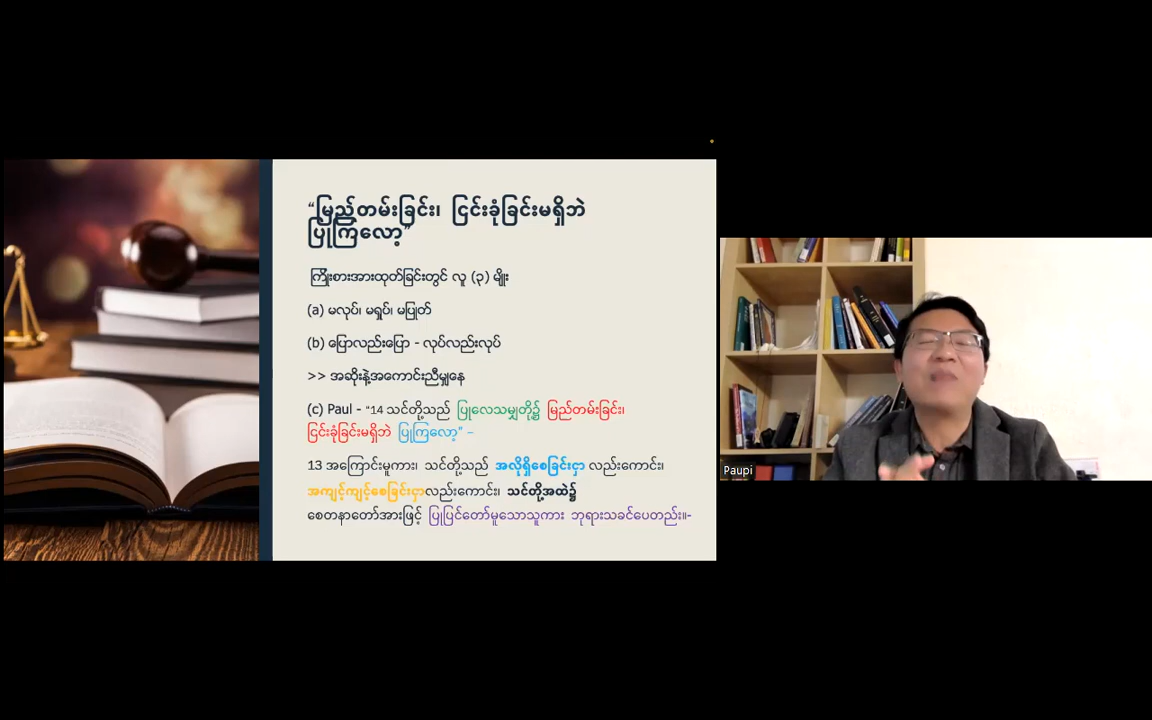 “မြည်တမ်းခြင်း၊ ငြင်းခုံခြင်းမရှိဘဲ
ပြုကြလော့”
ကြိုးစားအားထုတ်ခြင်းတွင် လူ (၃) မျိုး
(a) မလုပ်၊ မရှုပ်၊ မပြုတ်
(b) ပြောလည်းပြော - လုပ်လည်းလုပ်
>> အဆိုးနဲ့အကောင်းညီမျှနေ
(c) Paul - “14 သင်တို့သည် ပြုလေသမျှတို့၌ မြည်တမ်းခြင်း၊
ငြင်းခုံခြင်းမရှိဘဲ ပြုကြလော့” –
13 အကြောင်းမူကား၊ သင်တို့သည် အလိုရှိစေခြင်းငှာ လည်းကောင်း၊
အကျင့်ကျင့်စေခြင်းငှာလည်းကောင်း၊ သင်တို့အထဲ၌
စေတနာတော်အားဖြင့် ပြုပြင်တော်မူသောသူကား ဘုရားသခင်ပေတည်း။-
Paupi